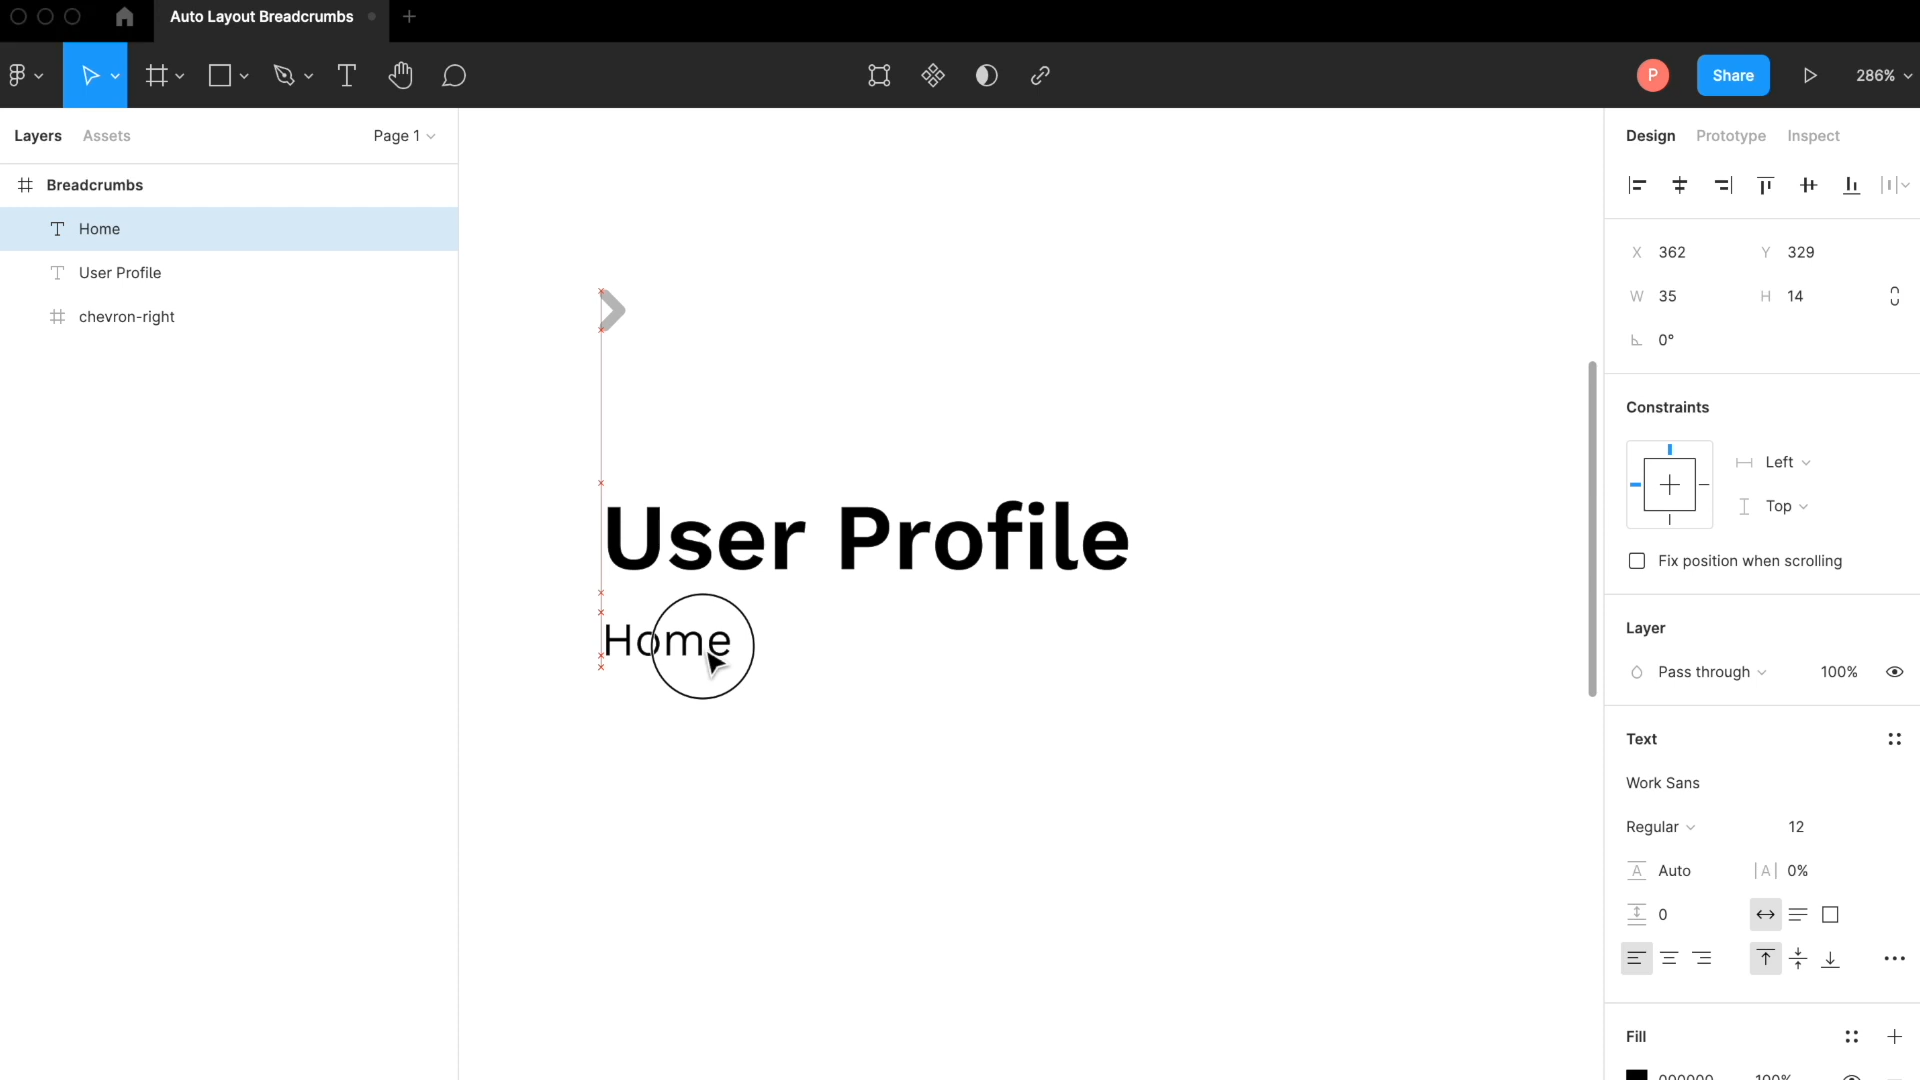 Auto Layout Breadcrumbs
P
Share
286%
Layers Assets Page 1
Breadcrumbs
Home
User Profile
chevron-right
User Profile
Home
Design Prototype Inspect
X 362 Y 329
W 35 H 14
0°
Constraints
Left
Top
Fix position when scrolling
Layer
Pass through 100%
Text
Work Sans
Regular 12
A Auto |A| 0%
0
Fill
000000 100%